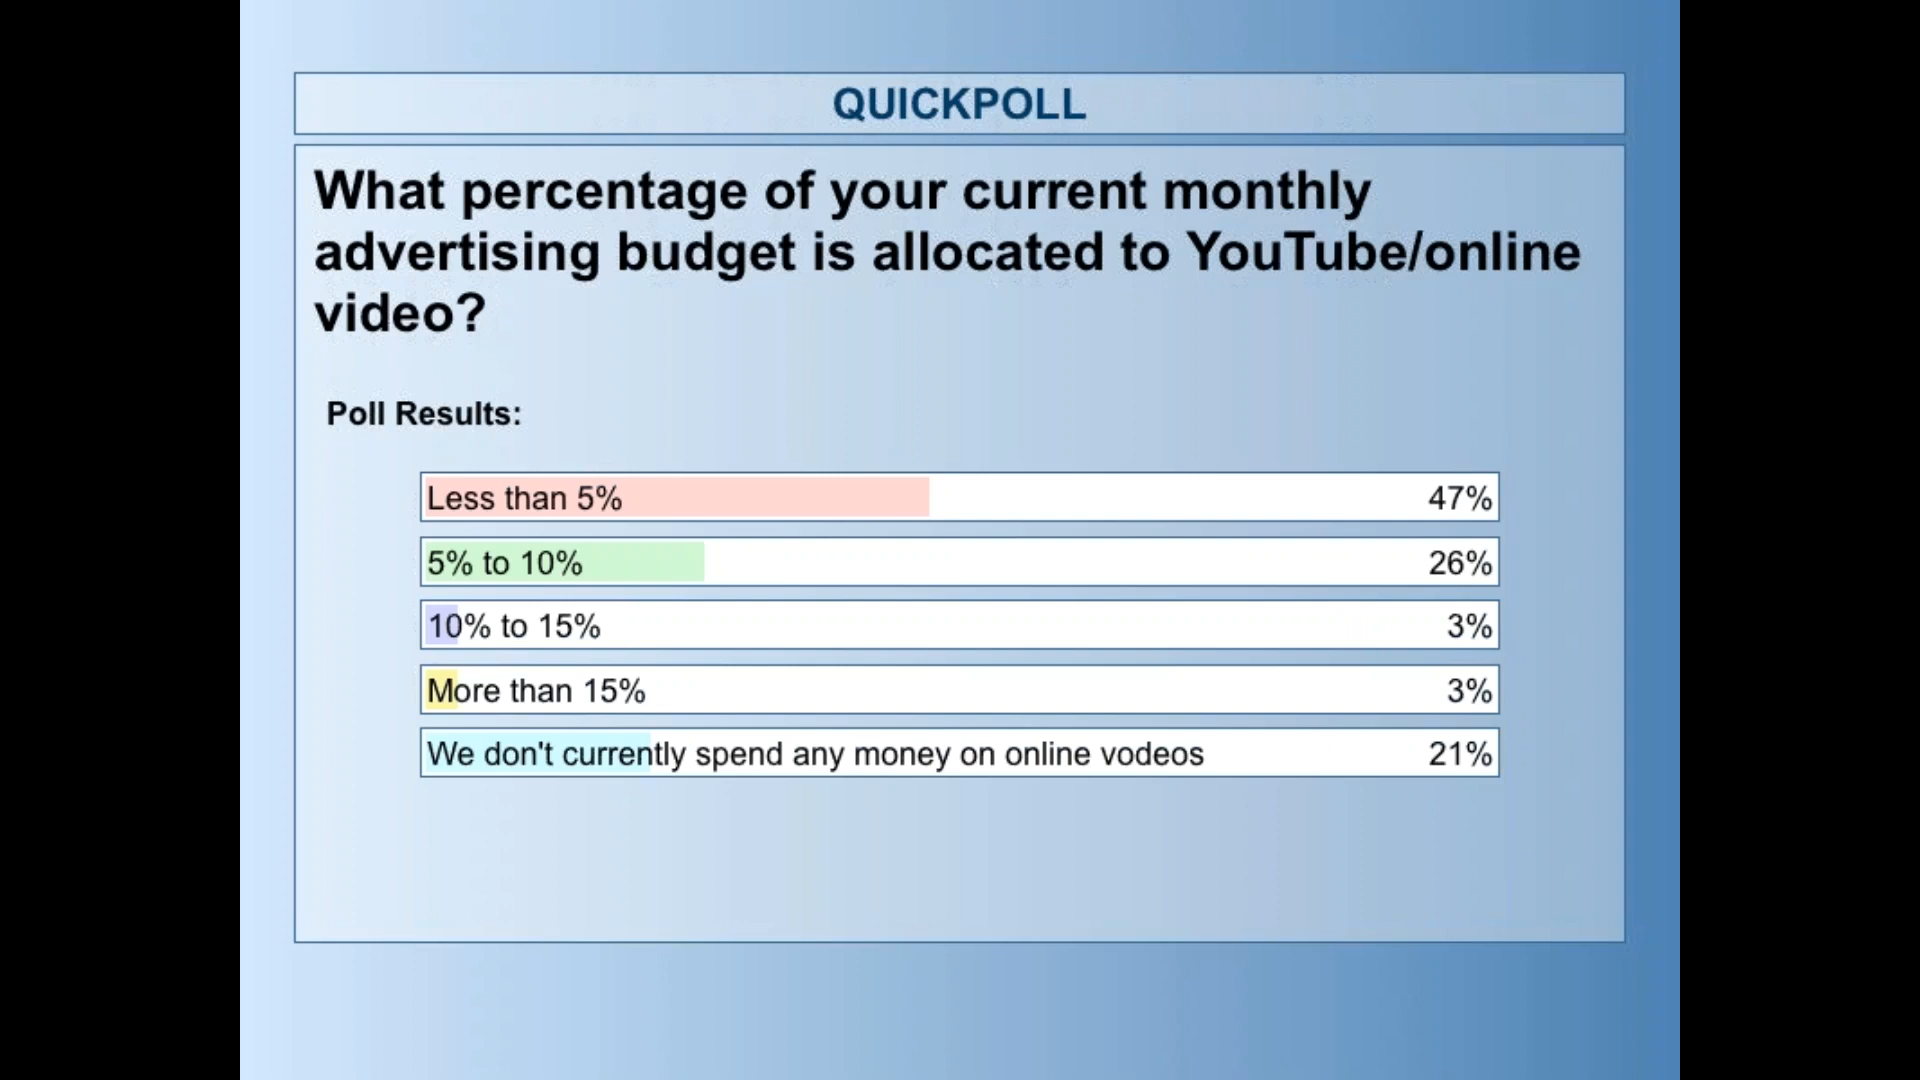 QUICKPOLL
What percentage of your current monthly
advertising budget is allocated to YouTube/online
video?
Poll Results:
Less than 5% 47%
5% to 10% 26%
10% to 15% 3%
More than 15% 3%
We don't currently spend any money on online vodeos 21%